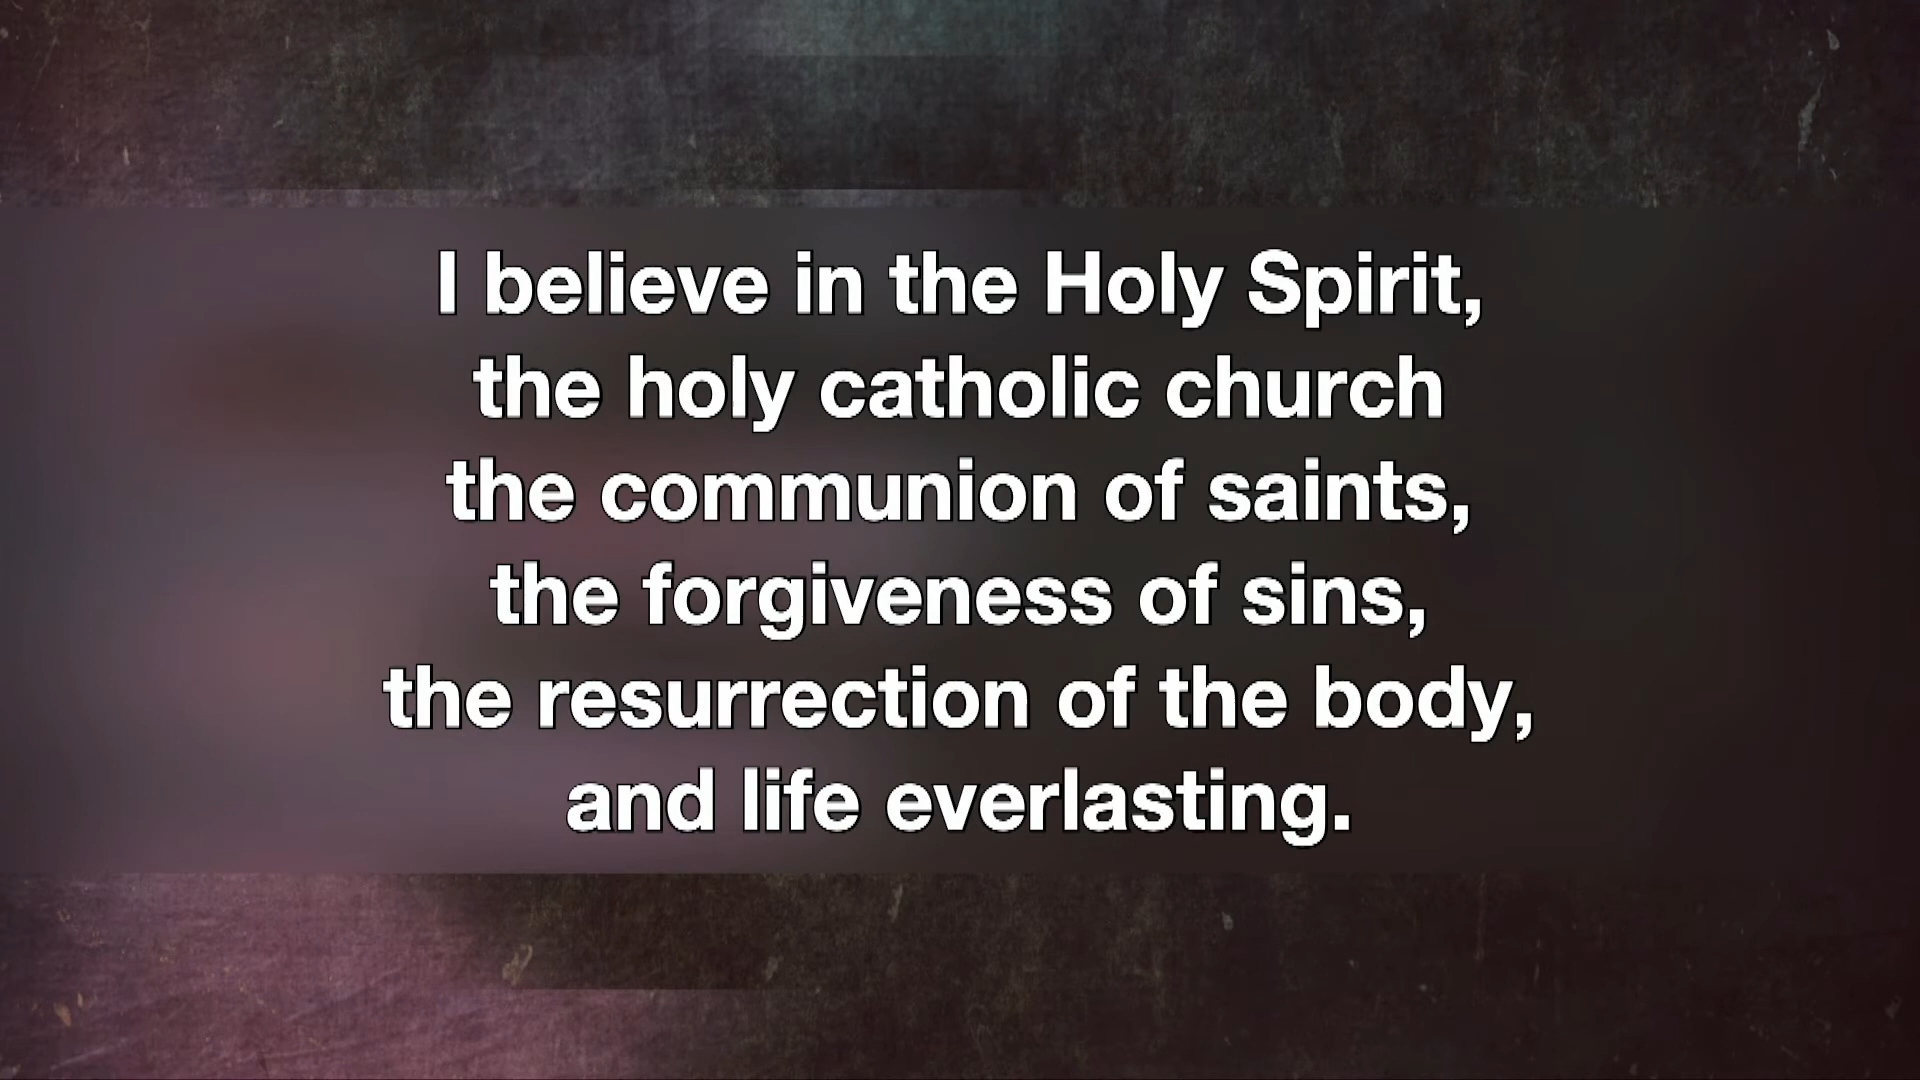 I believe in the Holy Spirit,
the holy catholic church
the communion of saints,
the forgiveness of sins,
the resurrection of the body,
and life everlasting.